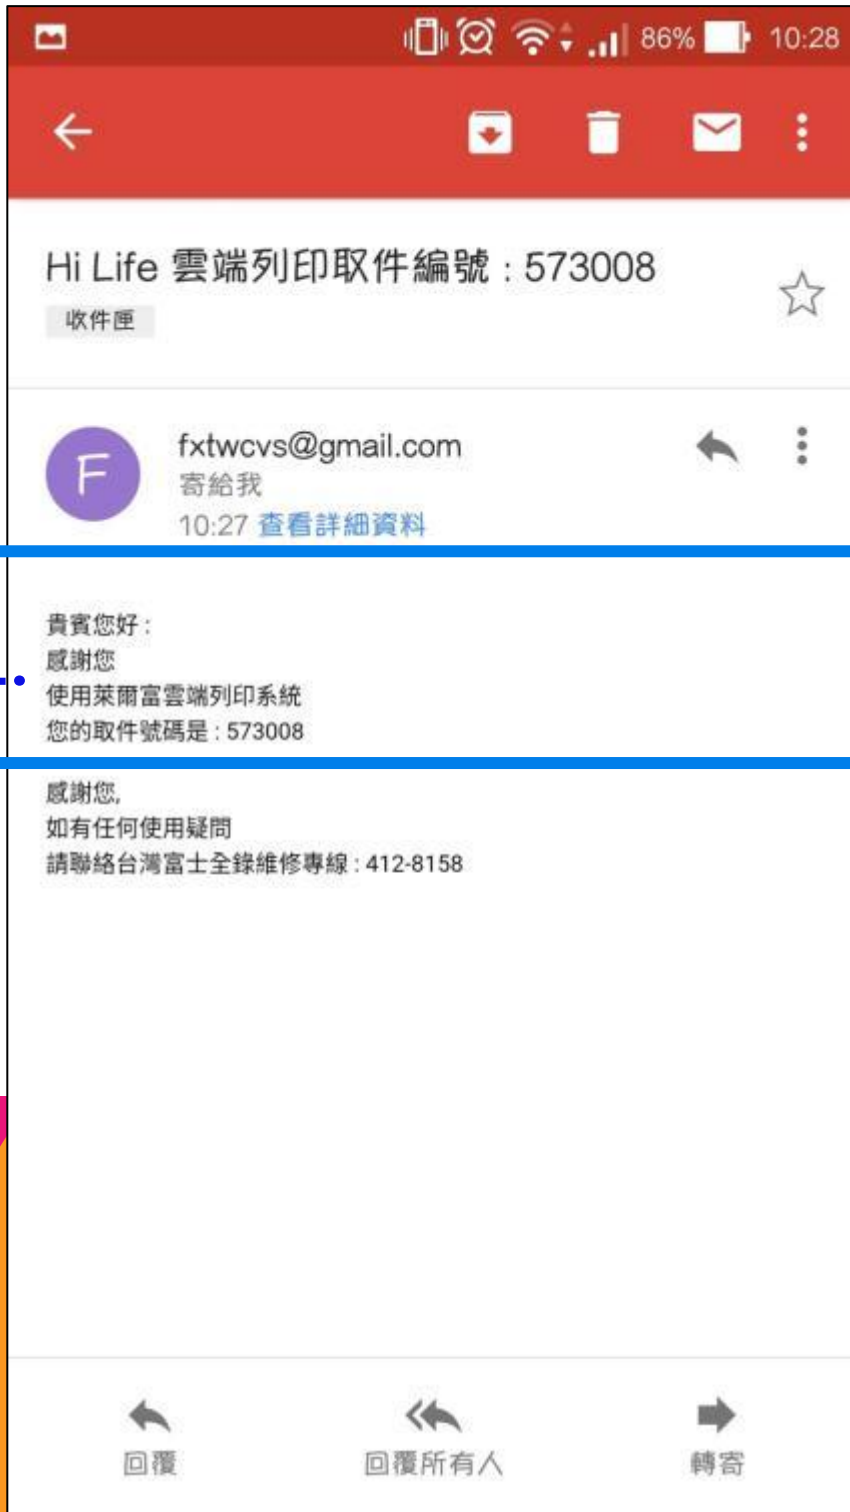 86% 10:28
Hi Life 雲端列印取件編號 : 573008
收件匣
F
fxtwcvs@gmail.com
寄給我
10:27 查看詳細資料
貴賓您好 :
感謝您
使用萊爾富雲端列印系統
您的取件號碼是 : 573008
感謝您,
如有任何使用疑問
請聯絡台灣富士全錄維修專線 : 412-8158
回覆 回覆所有人 轉寄